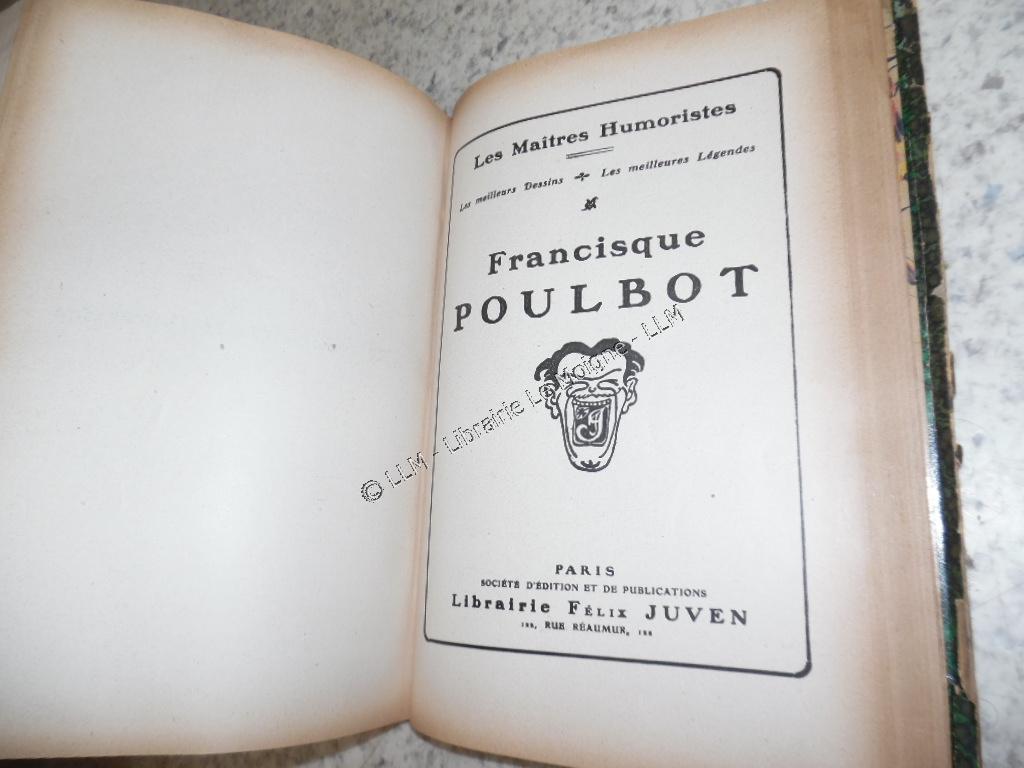 Les Maîtres Humoristes
Les meilleurs Dessins Les meilleures Légendes
Francisque
POULBOT
FJ
© LLM - Librairie Le Moigne - LLM
PARIS
SOCIÉTÉ D'ÉDITION ET DE PUBLICATIONS
Librairie FÉLIX JUVEN
RUE RÉAUMUR,